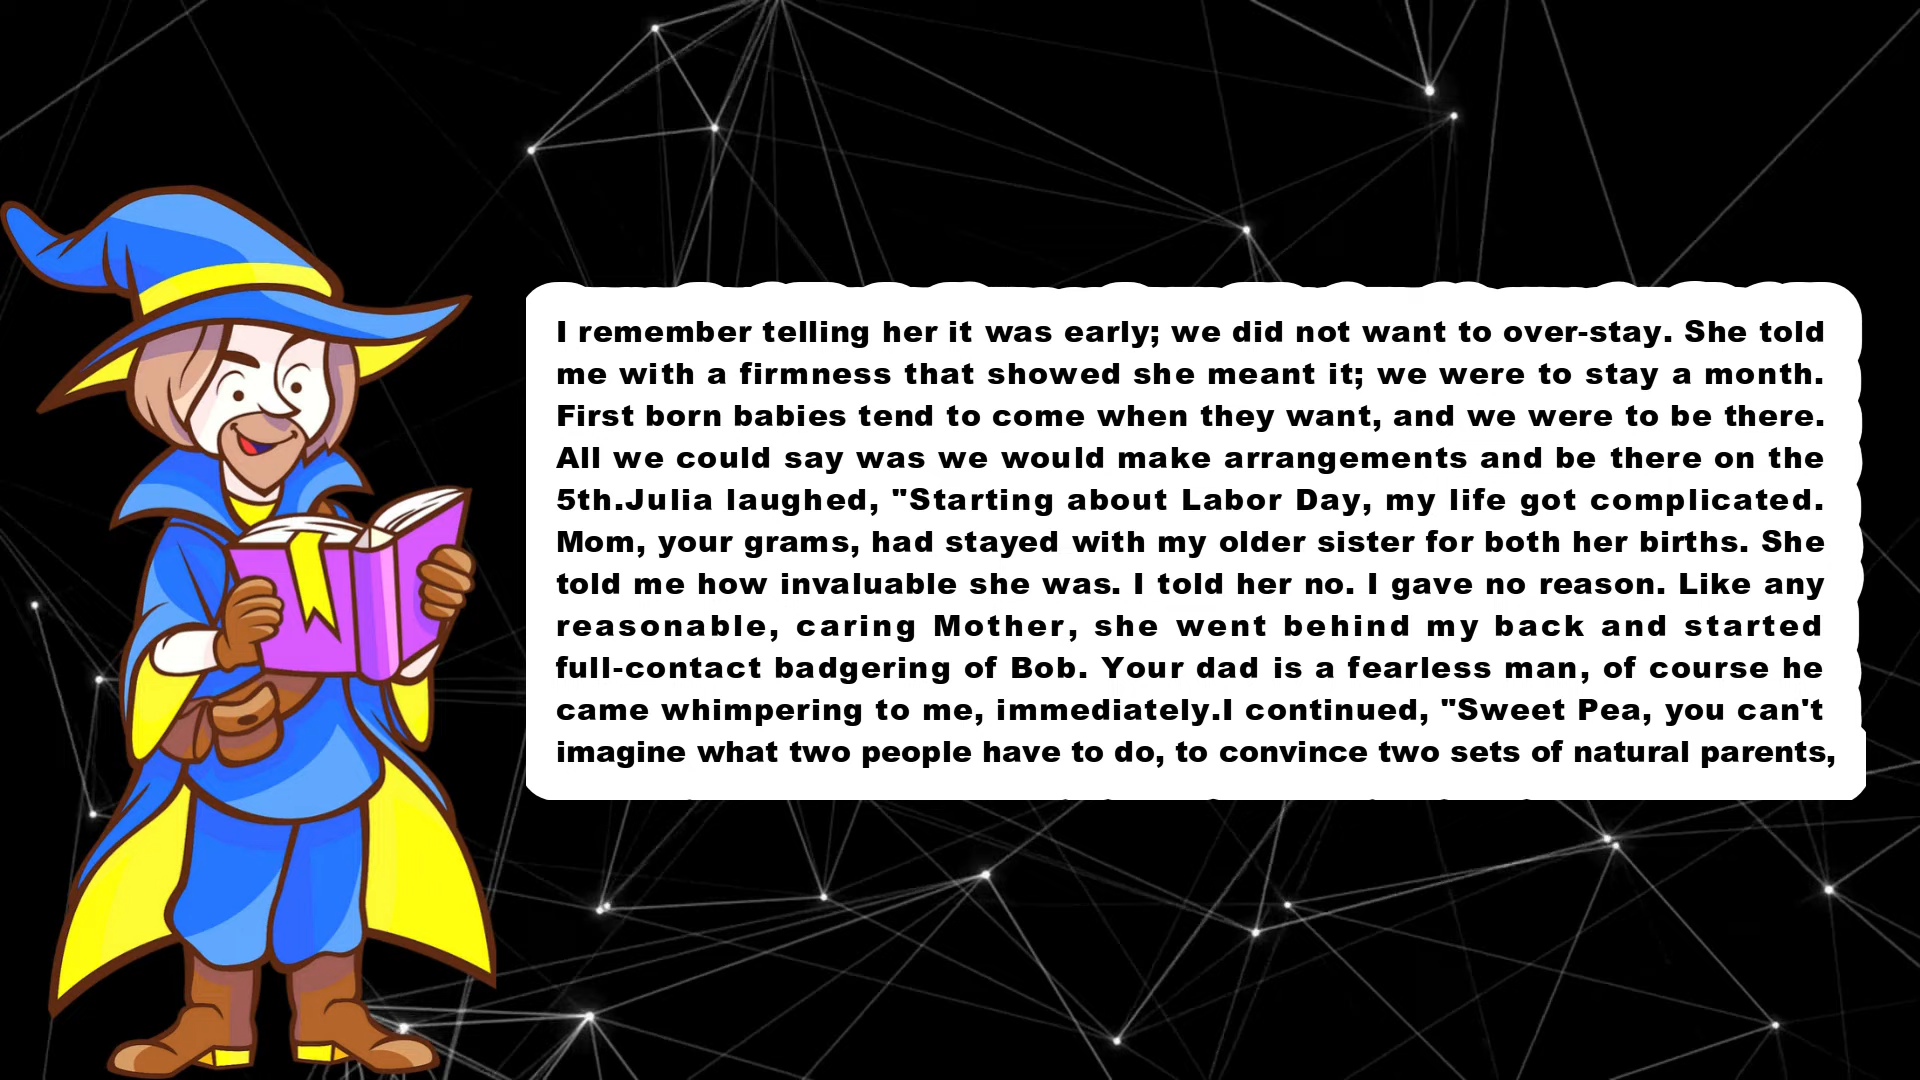 I remember telling her it was early; we did not want to over-stay. She told
me with a firmness that showed she meant it; we were to stay a month.
First born babies tend to come when they want, and we were to be there.
All we could say was we would make arrangements and be there on the
5th.Julia laughed, "Starting about Labor Day, my life got complicated.
Mom, your grams, had stayed with my older sister for both her births. She
told me how invaluable she was. I told her no. I gave no reason. Like any
reasonable, caring Mother, she went behind my back and started
full-contact badgering of Bob. Your dad is a fearless man, of course he
came whimpering to me, immediately.I continued, "Sweet Pea, you can't
imagine what two people have to do, to convince two sets of natural parents,